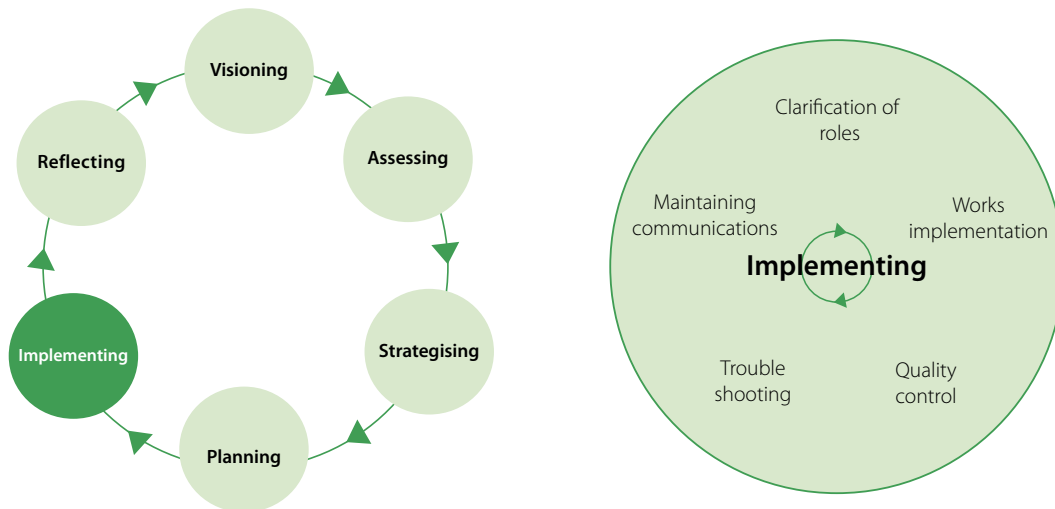 Visioning
Assessing
Strategising
Planning
Implementing
Reflecting
Clarification of
roles
Works
implementation
Quality
control
Trouble
shooting
Maintaining
communications
Implementing